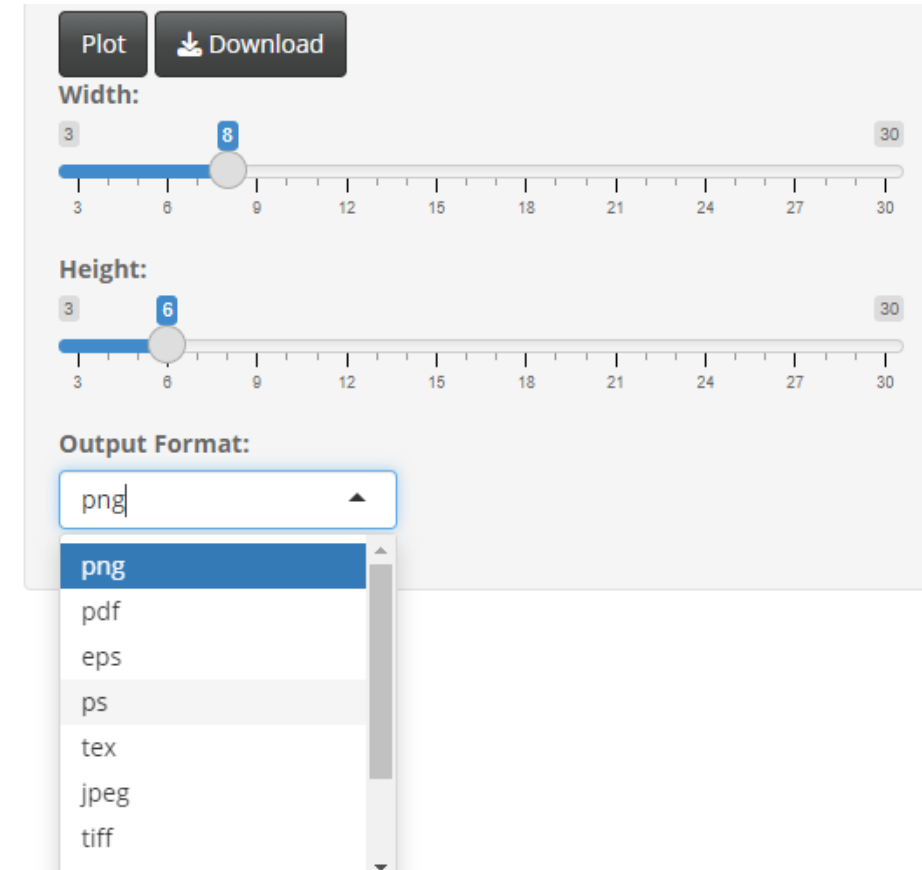 Plot Download
Width:
3 8 30
3 6 9 12 15 18 21 24 27 30
Height:
3 6 30
3 6 9 12 15 18 21 24 27 30
Output Format:
png
png
pdf
eps
ps
tex
jpeg
tiff